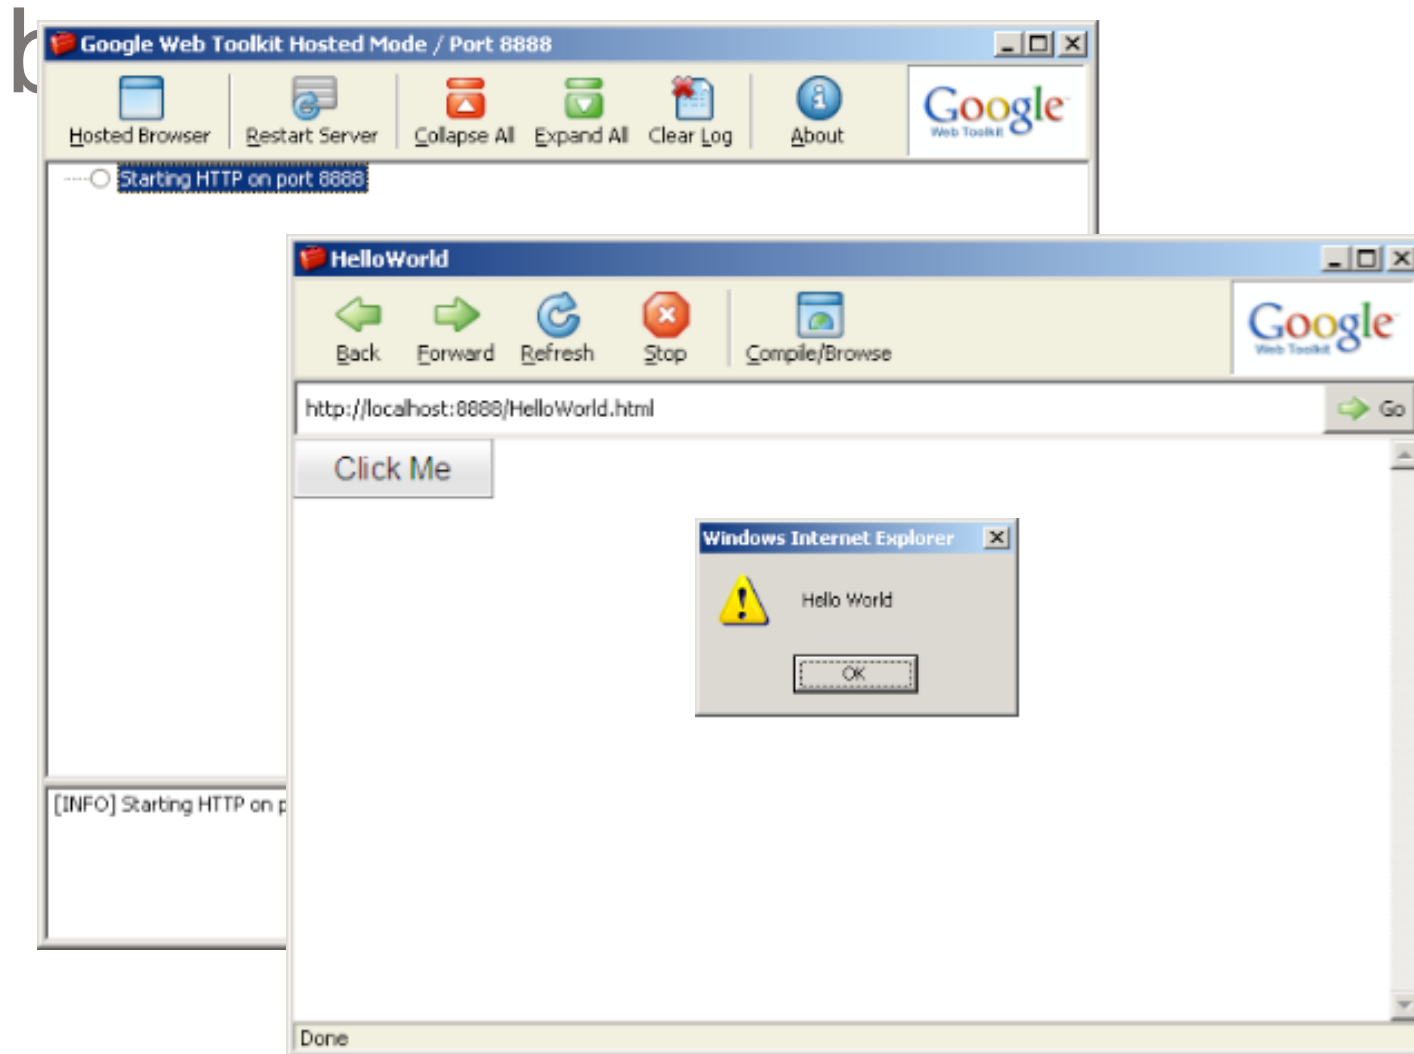 b
Google Web Toolkit Hosted Mode / Port 8888
Hosted Browser Restart Server Collapse All Expand All Clear Log About
Google
Web Toolkit
Starting HTTP on port 8888
HelloWorld
Back Forward Refresh Stop Compile/Browse
Google
Web Toolkit
http://localhost:8888/HelloWorld.html Go
Click Me
Windows Internet Explorer
Hello World
OK
[INFO] Starting HTTP on p
Done